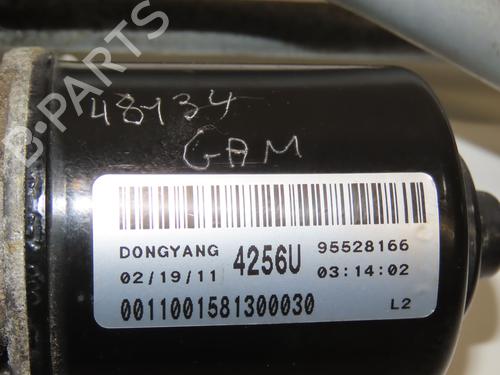 B-PARTS
48134
GAM
DONGYANG 4256U 95528166
02/19/11 03:14:02
0011001581300030 L2